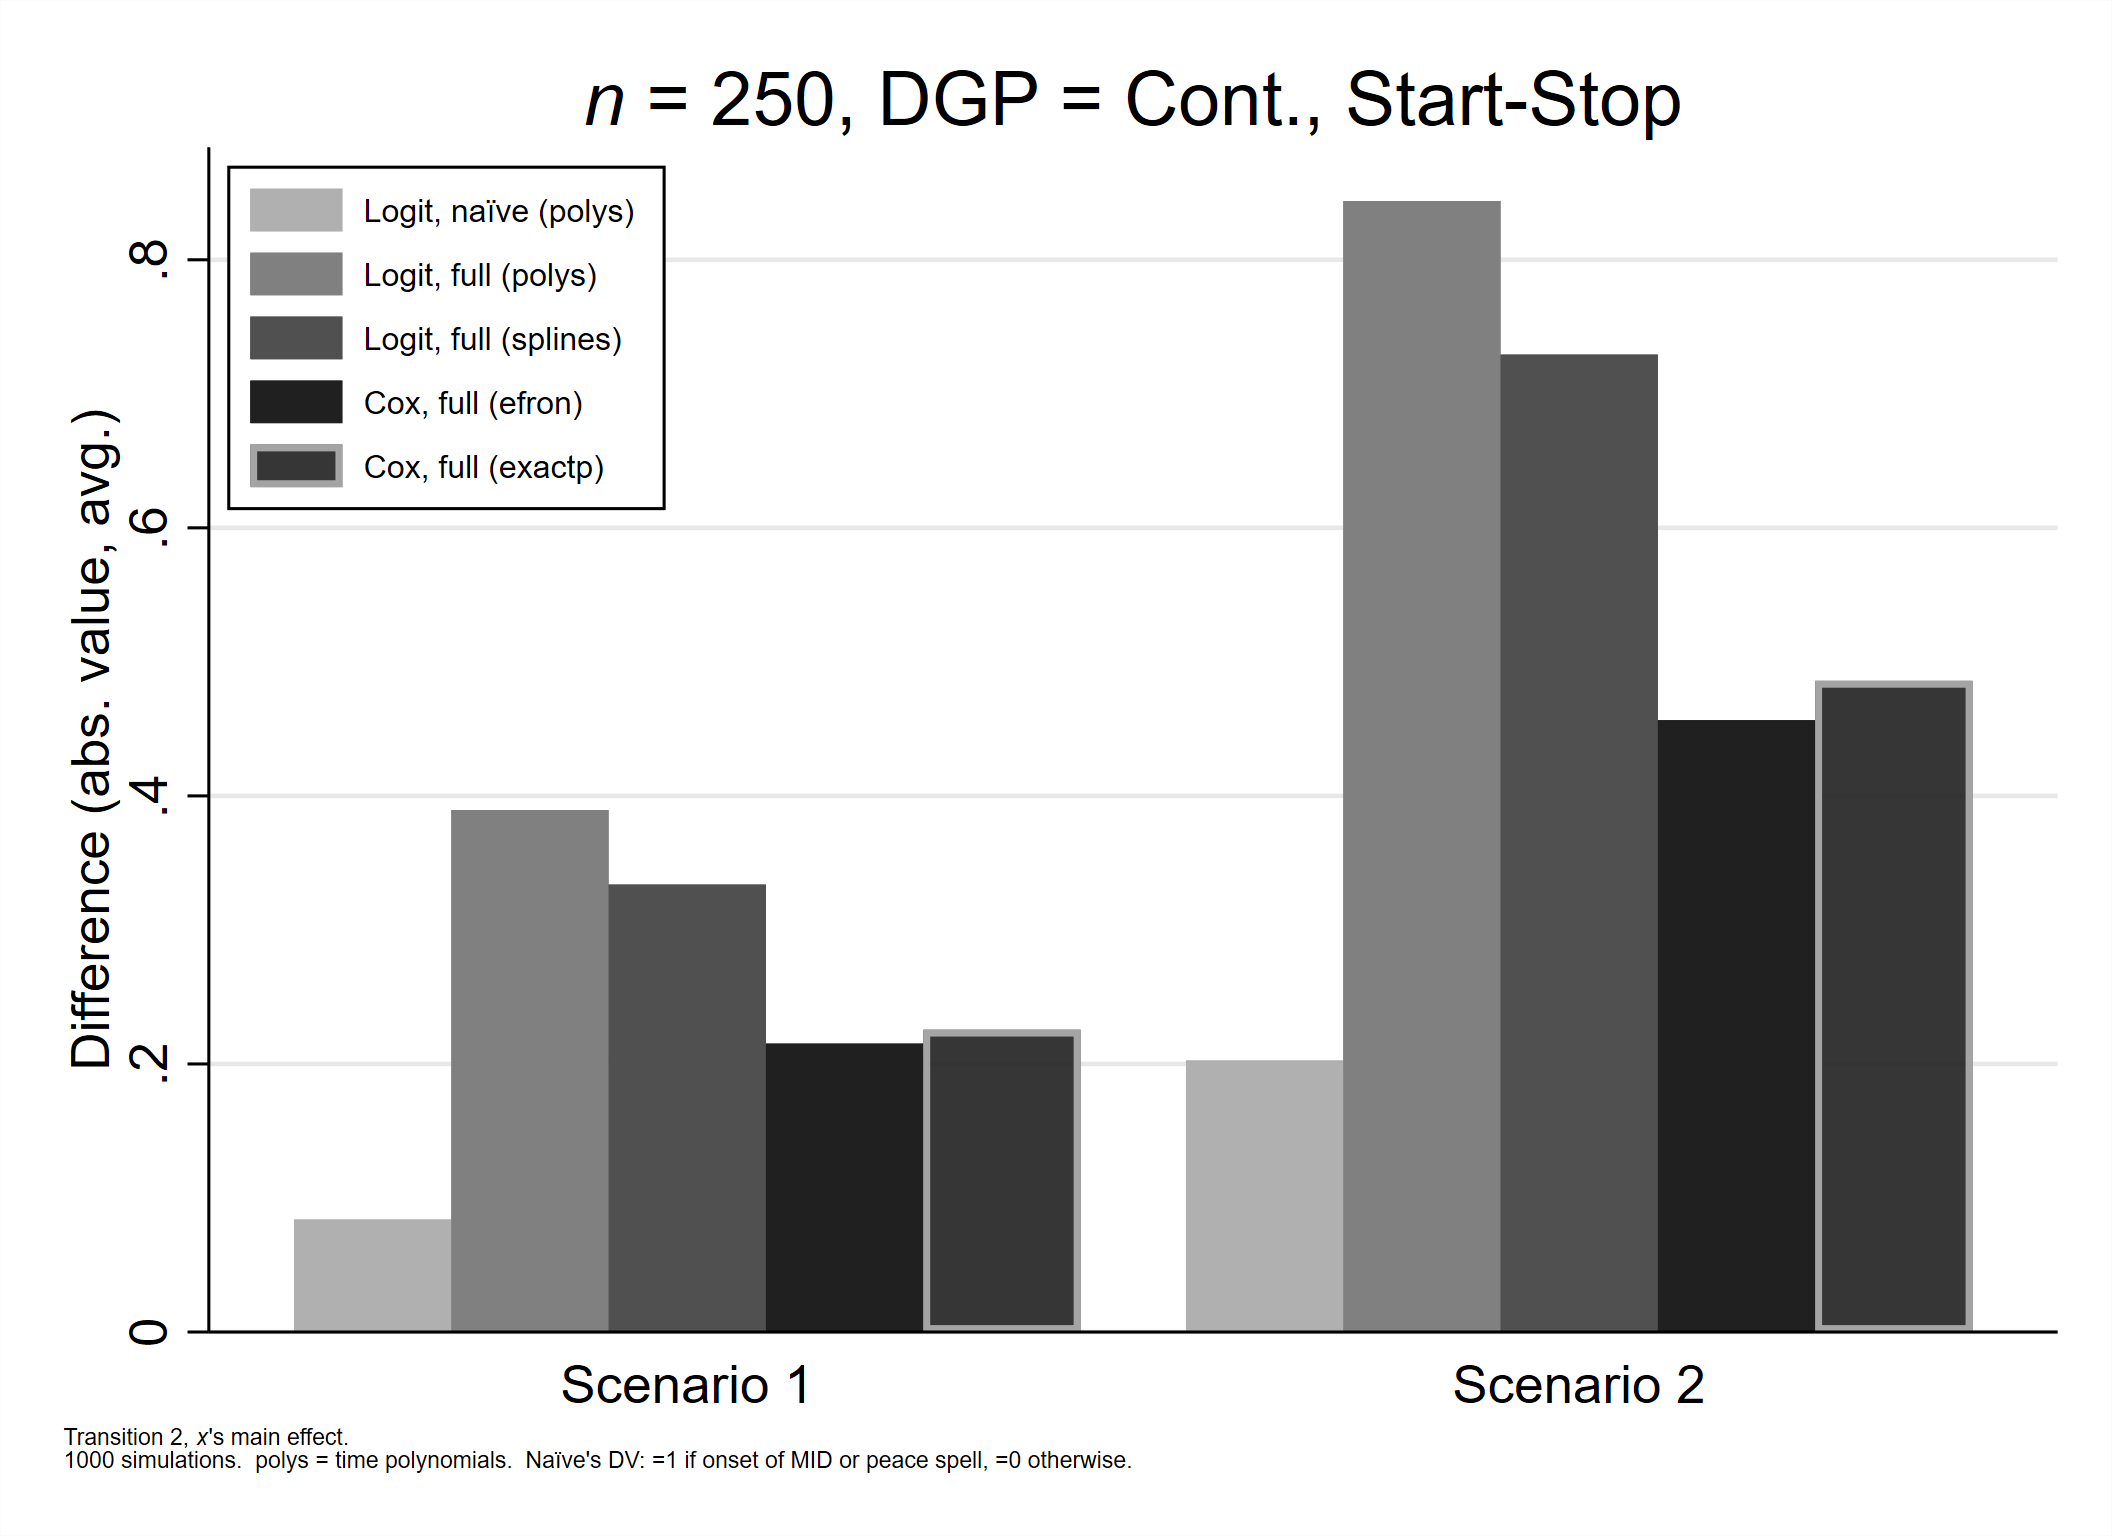 n = 250, DGP = Cont., Start-Stop
Logit, naïve (polys)
Logit, full (polys)
Logit, full (splines)
Cox, full (efron)
Cox, full (exactp)
Difference (abs. value, avg.)
.8
.6
.4
.2
0
Scenario 1
Scenario 2
Transition 2, x's main effect.
1000 simulations.  polys = time polynomials.  Naïve's DV: =1 if onset of MID or peace spell, =0 otherwise.